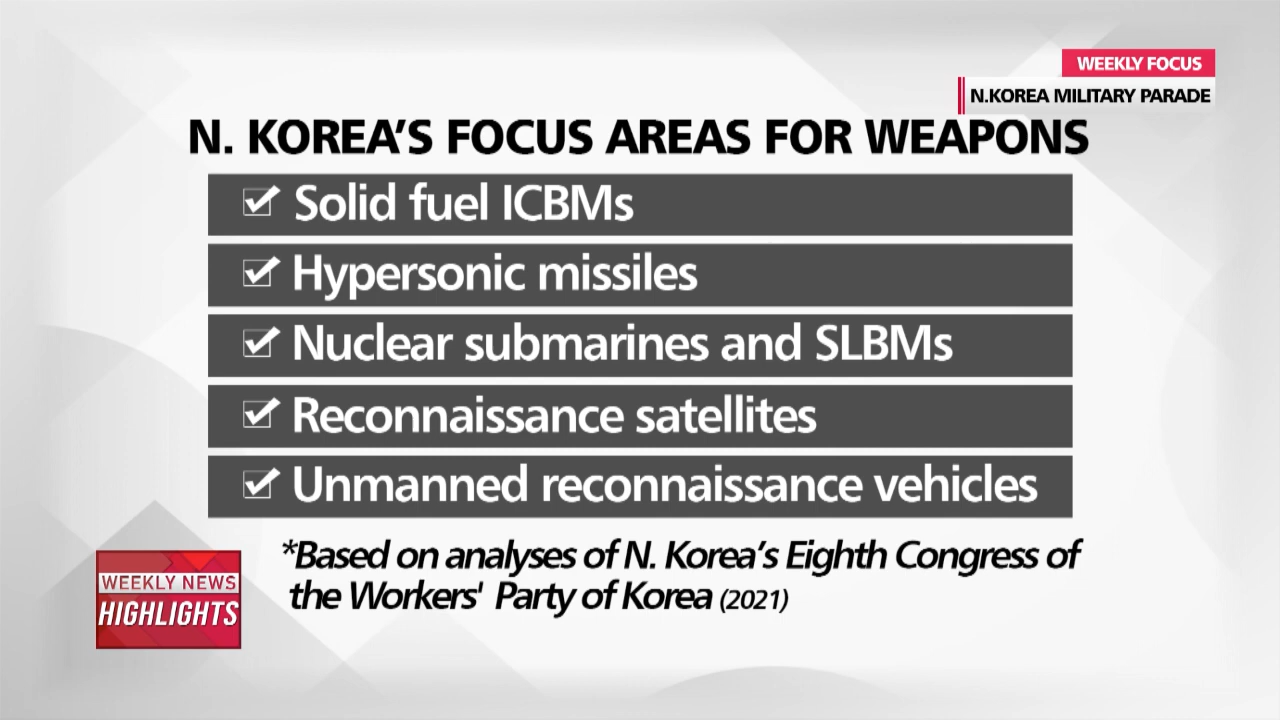 WEEKLY FOCUS
N.KOREA MILITARY PARADE
N. KOREA’S FOCUS AREAS FOR WEAPONS
Solid fuel ICBMs
Hypersonic missiles
Nuclear submarines and SLBMs
Reconnaissance satellites
Unmanned reconnaissance vehicles
*Based on analyses of N. Korea’s Eighth Congress of
the Workers' Party of Korea (2021)
WEEKLY NEWS
HIGHLIGHTS